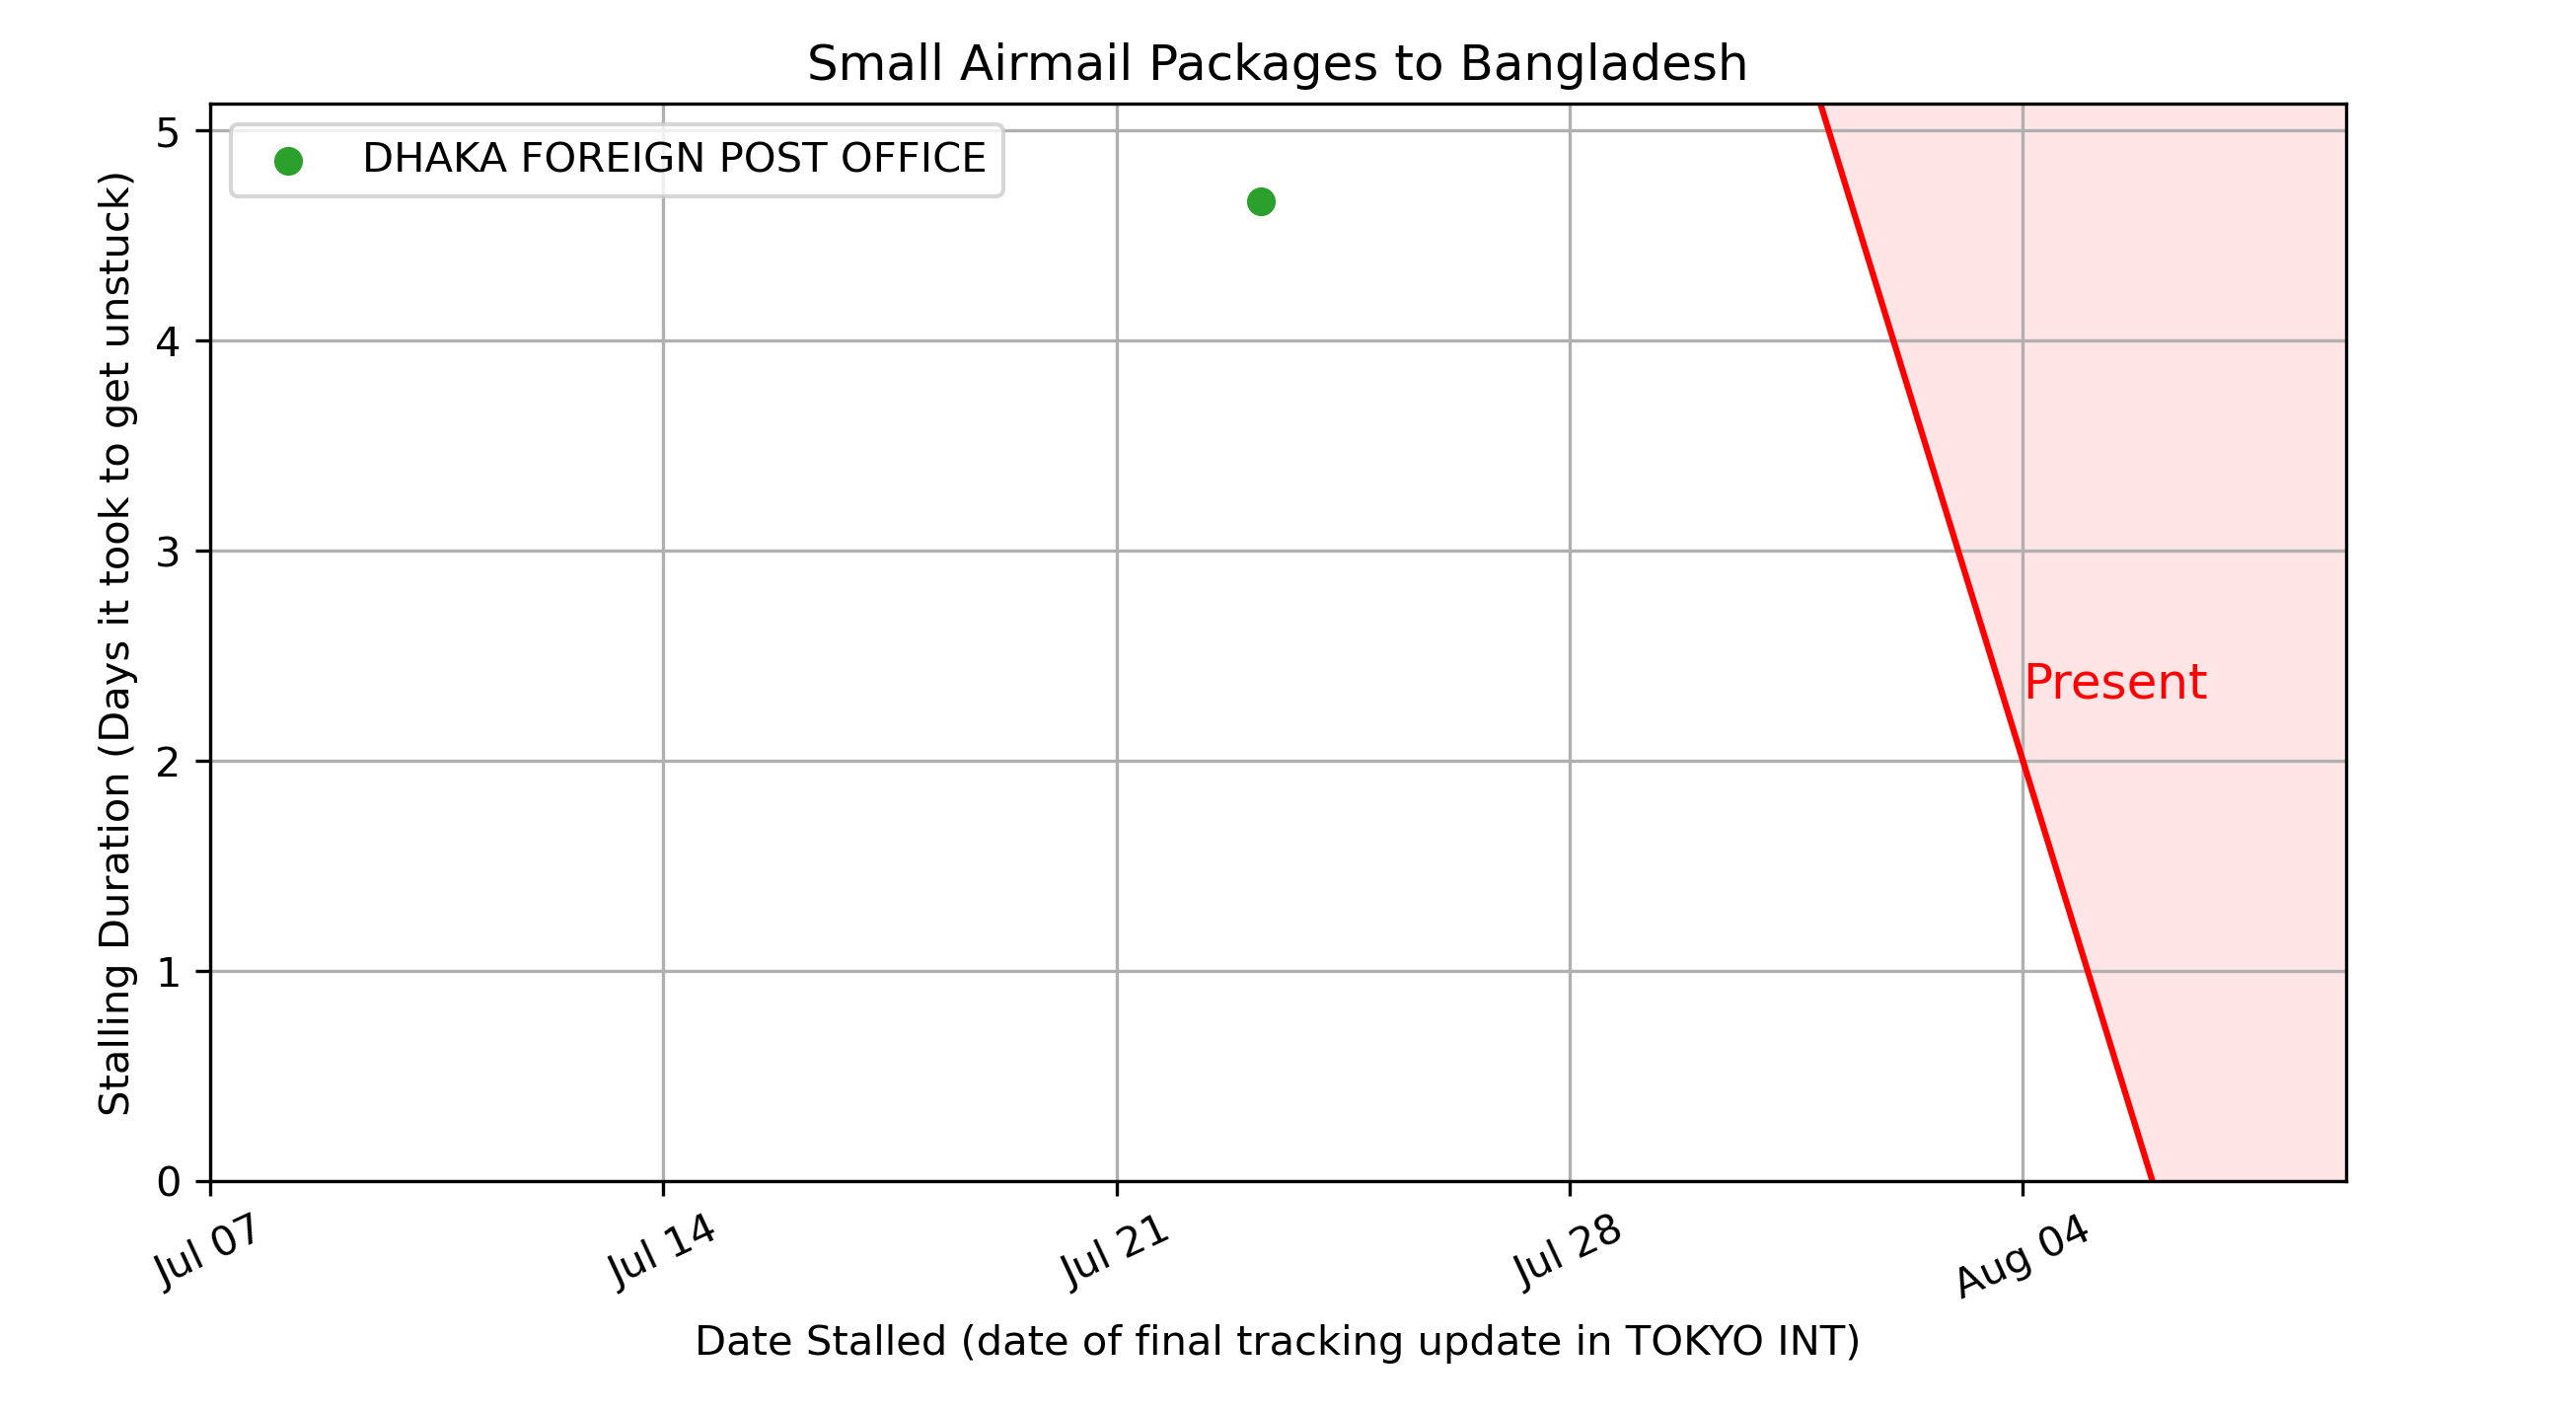 Small Airmail Packages to Bangladesh
DHAKA FOREIGN POST OFFICE
Stalling Duration (Days it took to get unstuck)
5
4
3
2
1
0
Present
Jul 07
Jul 14
Jul 21
Jul 28
Aug 04
Date Stalled (date of final tracking update in TOKYO INT)